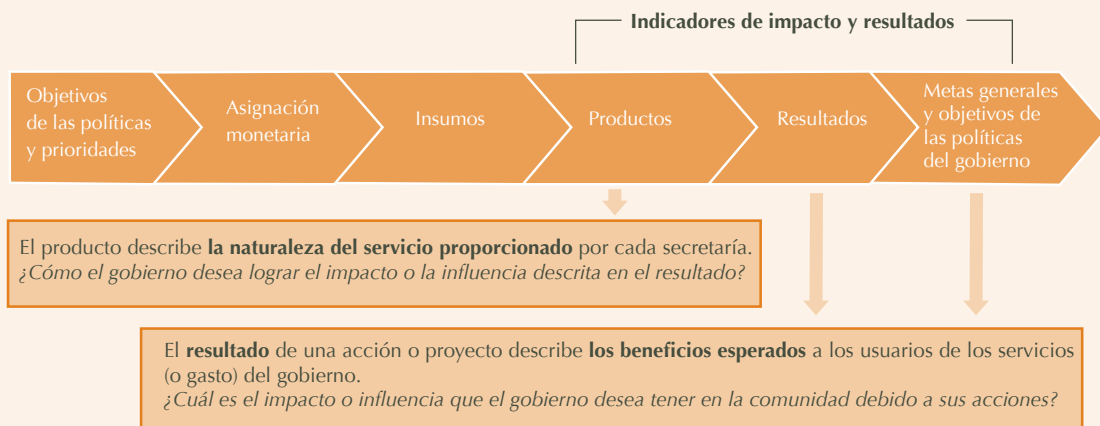 Indicadores de impacto y resultados
Objetivos
de las políticas
y prioridades
Asignación
monetaria
Insumos
Productos
Resultados
Metas generales
y objetivos de
las políticas
del gobierno
El producto describe la naturaleza del servicio proporcionado por cada secretaría.
¿Cómo el gobierno desea lograr el impacto o la influencia descrita en el resultado?
El resultado de una acción o proyecto describe los beneficios esperados a los usuarios de los servicios
(o gasto) del gobierno.
¿Cuál es el impacto o influencia que el gobierno desea tener en la comunidad debido a sus acciones?